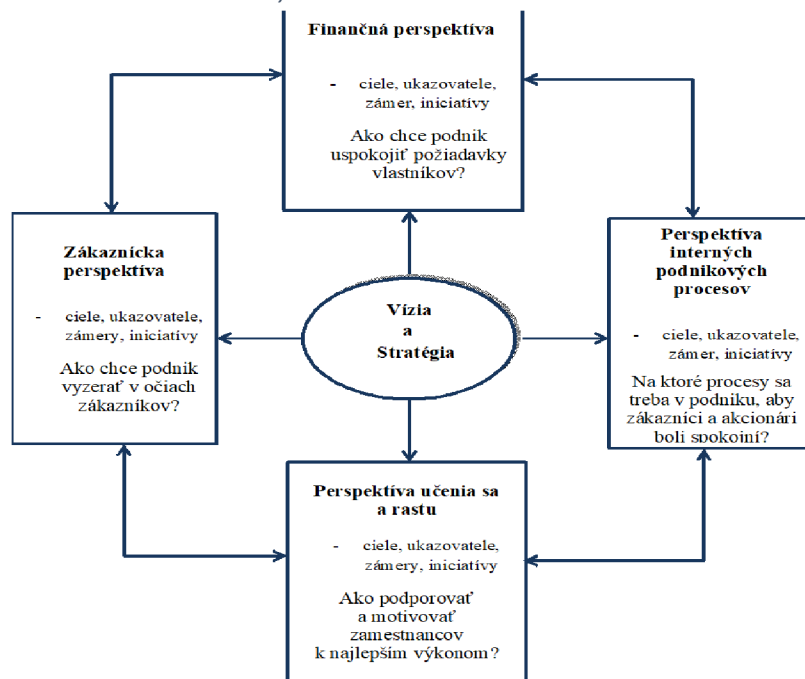 Finančná perspektíva
- ciele, ukazovatele,
zámer, iniciatívy
Ako chce podnik
uspokojiť požiadavky
vlastníkov?
Zákaznícka
perspektíva
- ciele, ukazovatele,
zámery, iniciatívy
Ako chce podnik
vyzerať v očiach
zákazníkov?
Vízia
a
Stratégia
Perspektíva
interných
podnikových
procesov
- ciele, ukazovatele,
zámer, iniciatívy
Na ktoré procesy sa
treba v podniku, aby
zákazníci a akcionári
boli spokojní?
Perspektíva učenia sa
a rastu
- ciele, ukazovatele,
zámery, iniciatívy
Ako podporovať
a motivovať
zamestnancov
k najlepším výkonom?